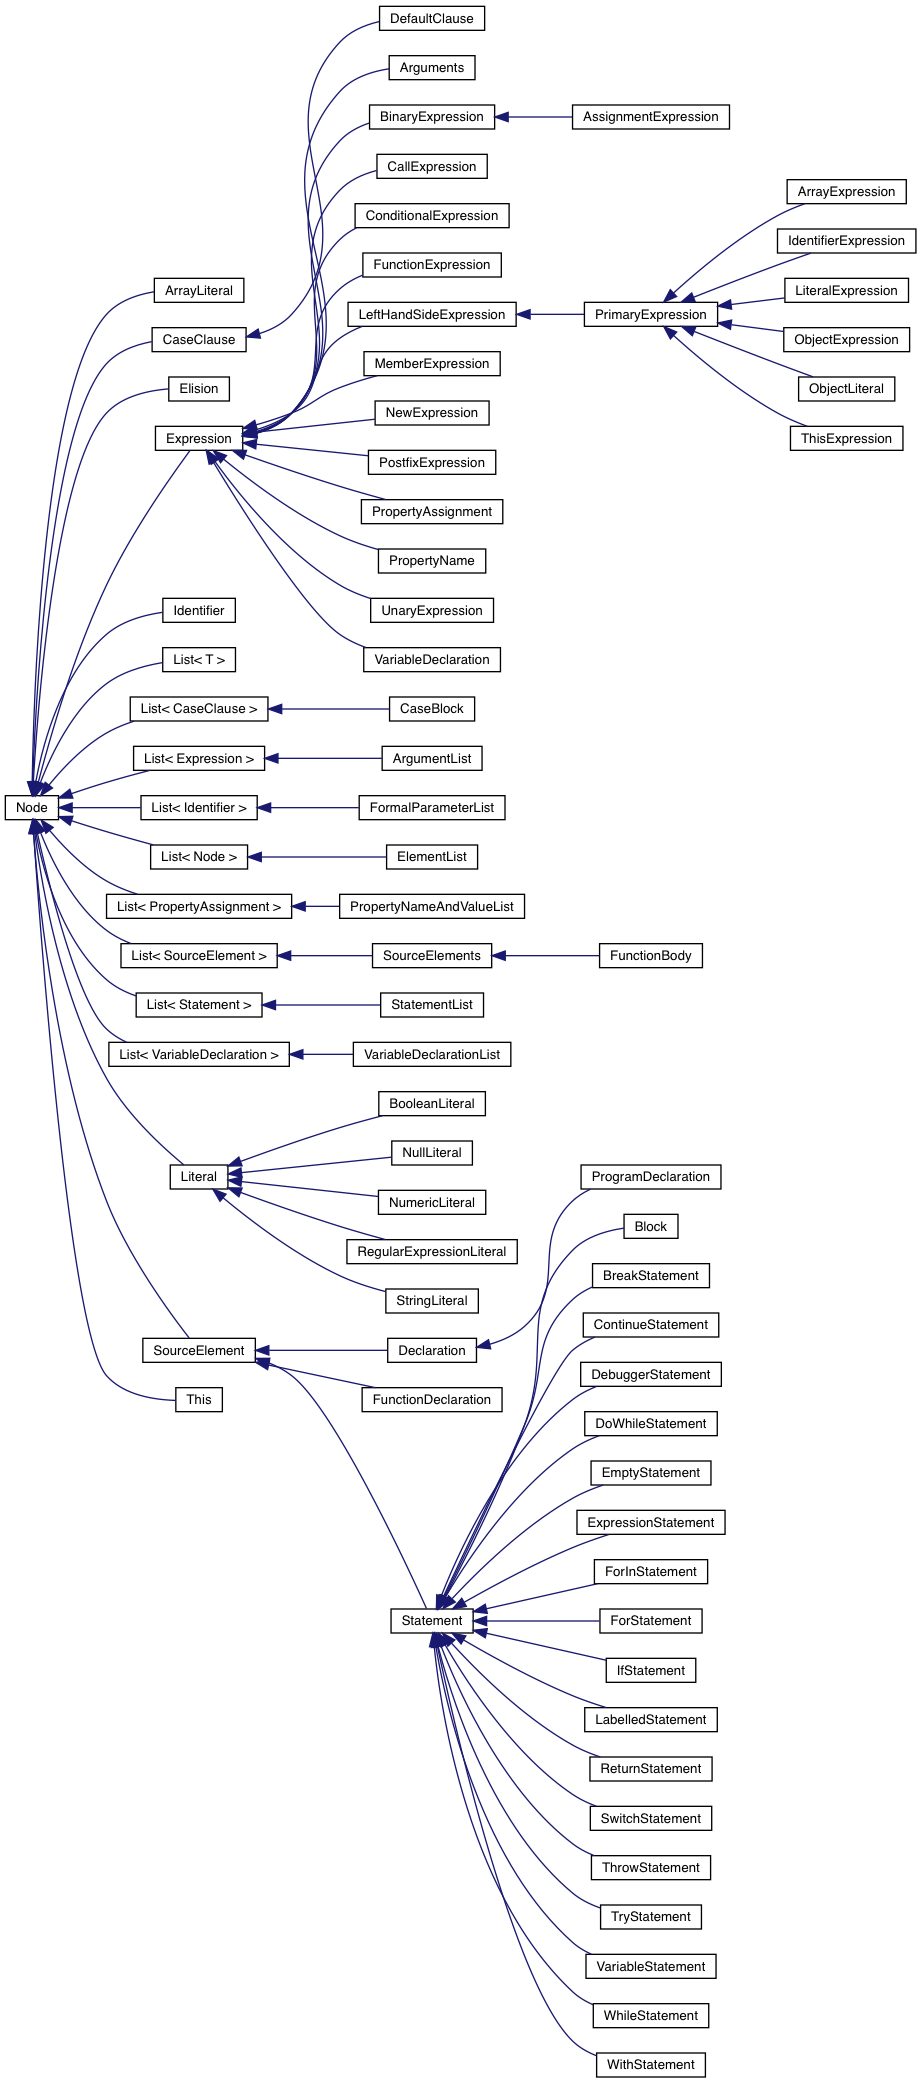 DefaultClause
Arguments
BinaryExpression
AssignmentExpression
CallExpression
ArrayExpression
ConditionalExpression
IdentifierExpression
FunctionExpression
ArrayLiteral
LiteralExpression
LeftHandSideExpression
PrimaryExpression
CaseClause
ObjectExpression
MemberExpression
Elision
ObjectLiteral
NewExpression
Expression
ThisExpression
PostfixExpression
PropertyAssignment
PropertyName
Identifier
UnaryExpression
List< T >
VariableDeclaration
List< CaseClause >
CaseBlock
List< Expression >
ArgumentList
Node
List< Identifier >
FormalParameterList
List< Node >
ElementList
List< PropertyAssignment >
PropertyNameAndValueList
List< SourceElement >
SourceElements
FunctionBody
List< Statement >
StatementList
List< VariableDeclaration >
VariableDeclarationList
BooleanLiteral
NullLiteral
Literal
ProgramDeclaration
NumericLiteral
Block
RegularExpressionLiteral
BreakStatement
StringLiteral
ContinueStatement
SourceElement
Declaration
DebuggerStatement
This
FunctionDeclaration
DoWhileStatement
EmptyStatement
ExpressionStatement
ForInStatement
Statement
ForStatement
IfStatement
LabelledStatement
ReturnStatement
SwitchStatement
ThrowStatement
TryStatement
VariableStatement
WhileStatement
WithStatement